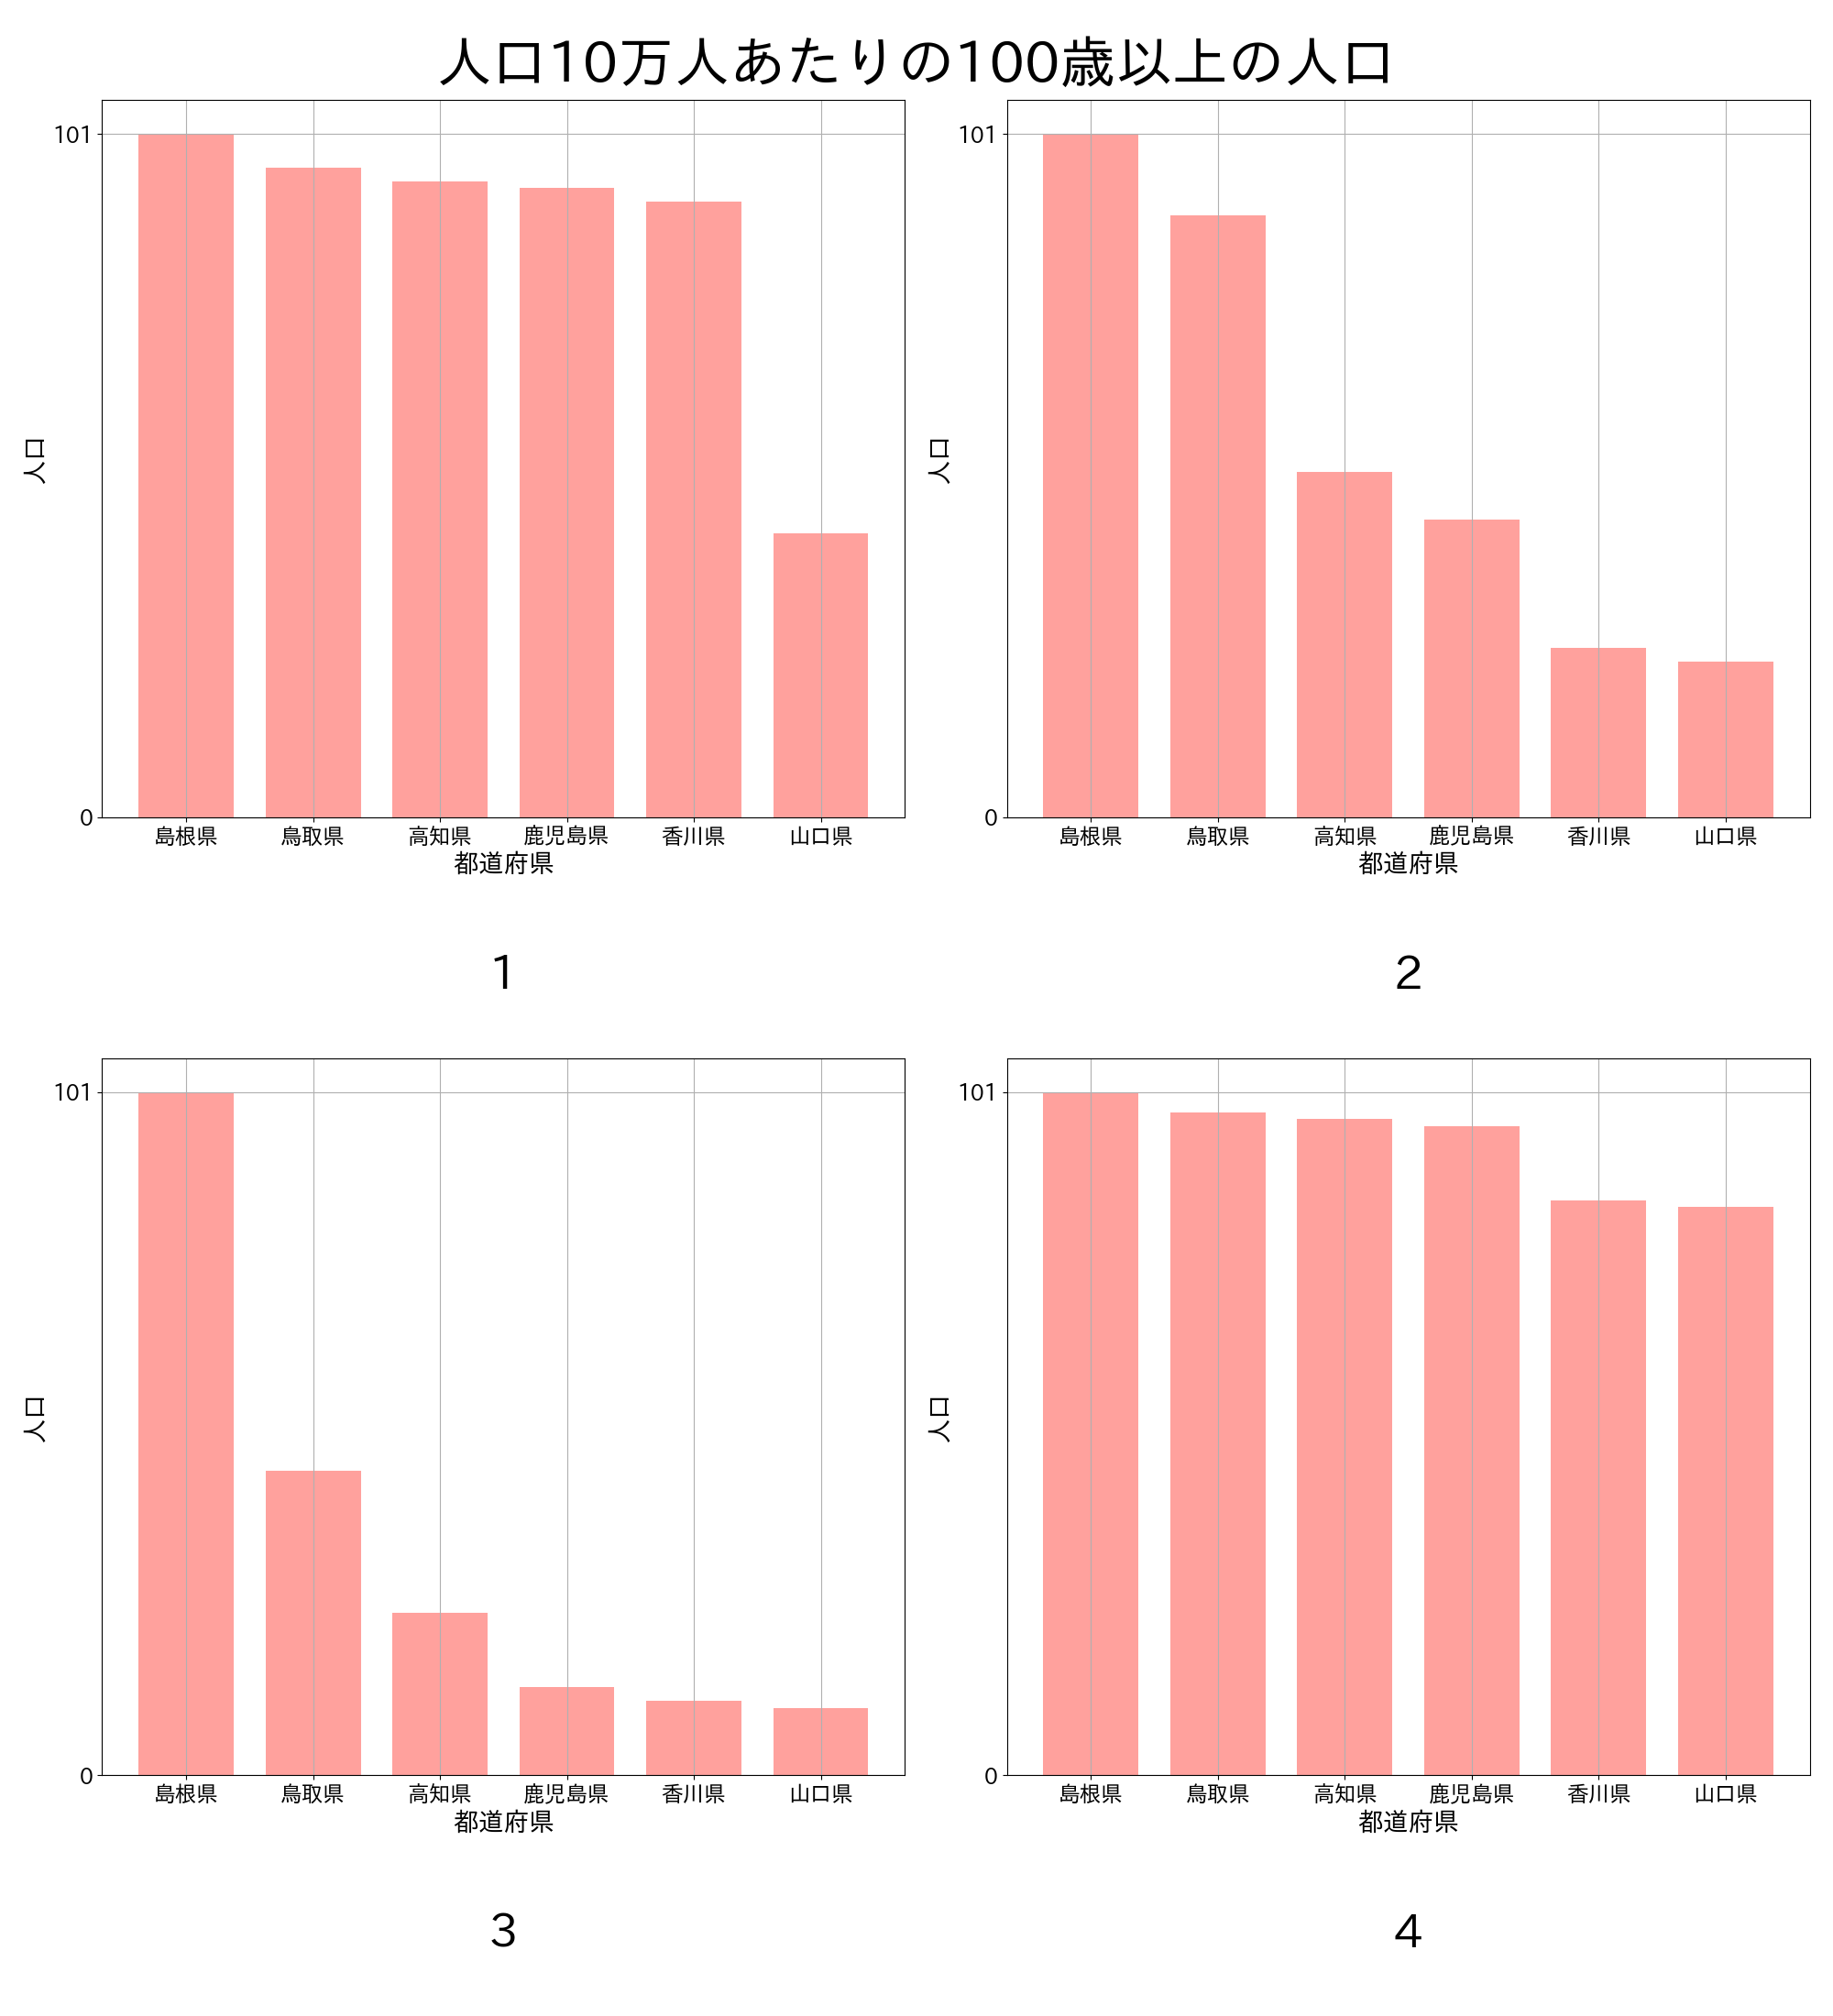 人口10万人あたりの100歳以上の人口
101
0
人口
島根県 鳥取県 高知県 鹿児島県 香川県 山口県
都道府県
1
101
0
人口
島根県 鳥取県 高知県 鹿児島県 香川県 山口県
都道府県
2
101
0
人口
島根県 鳥取県 高知県 鹿児島県 香川県 山口県
都道府県
3
101
0
人口
島根県 鳥取県 高知県 鹿児島県 香川県 山口県
都道府県
4